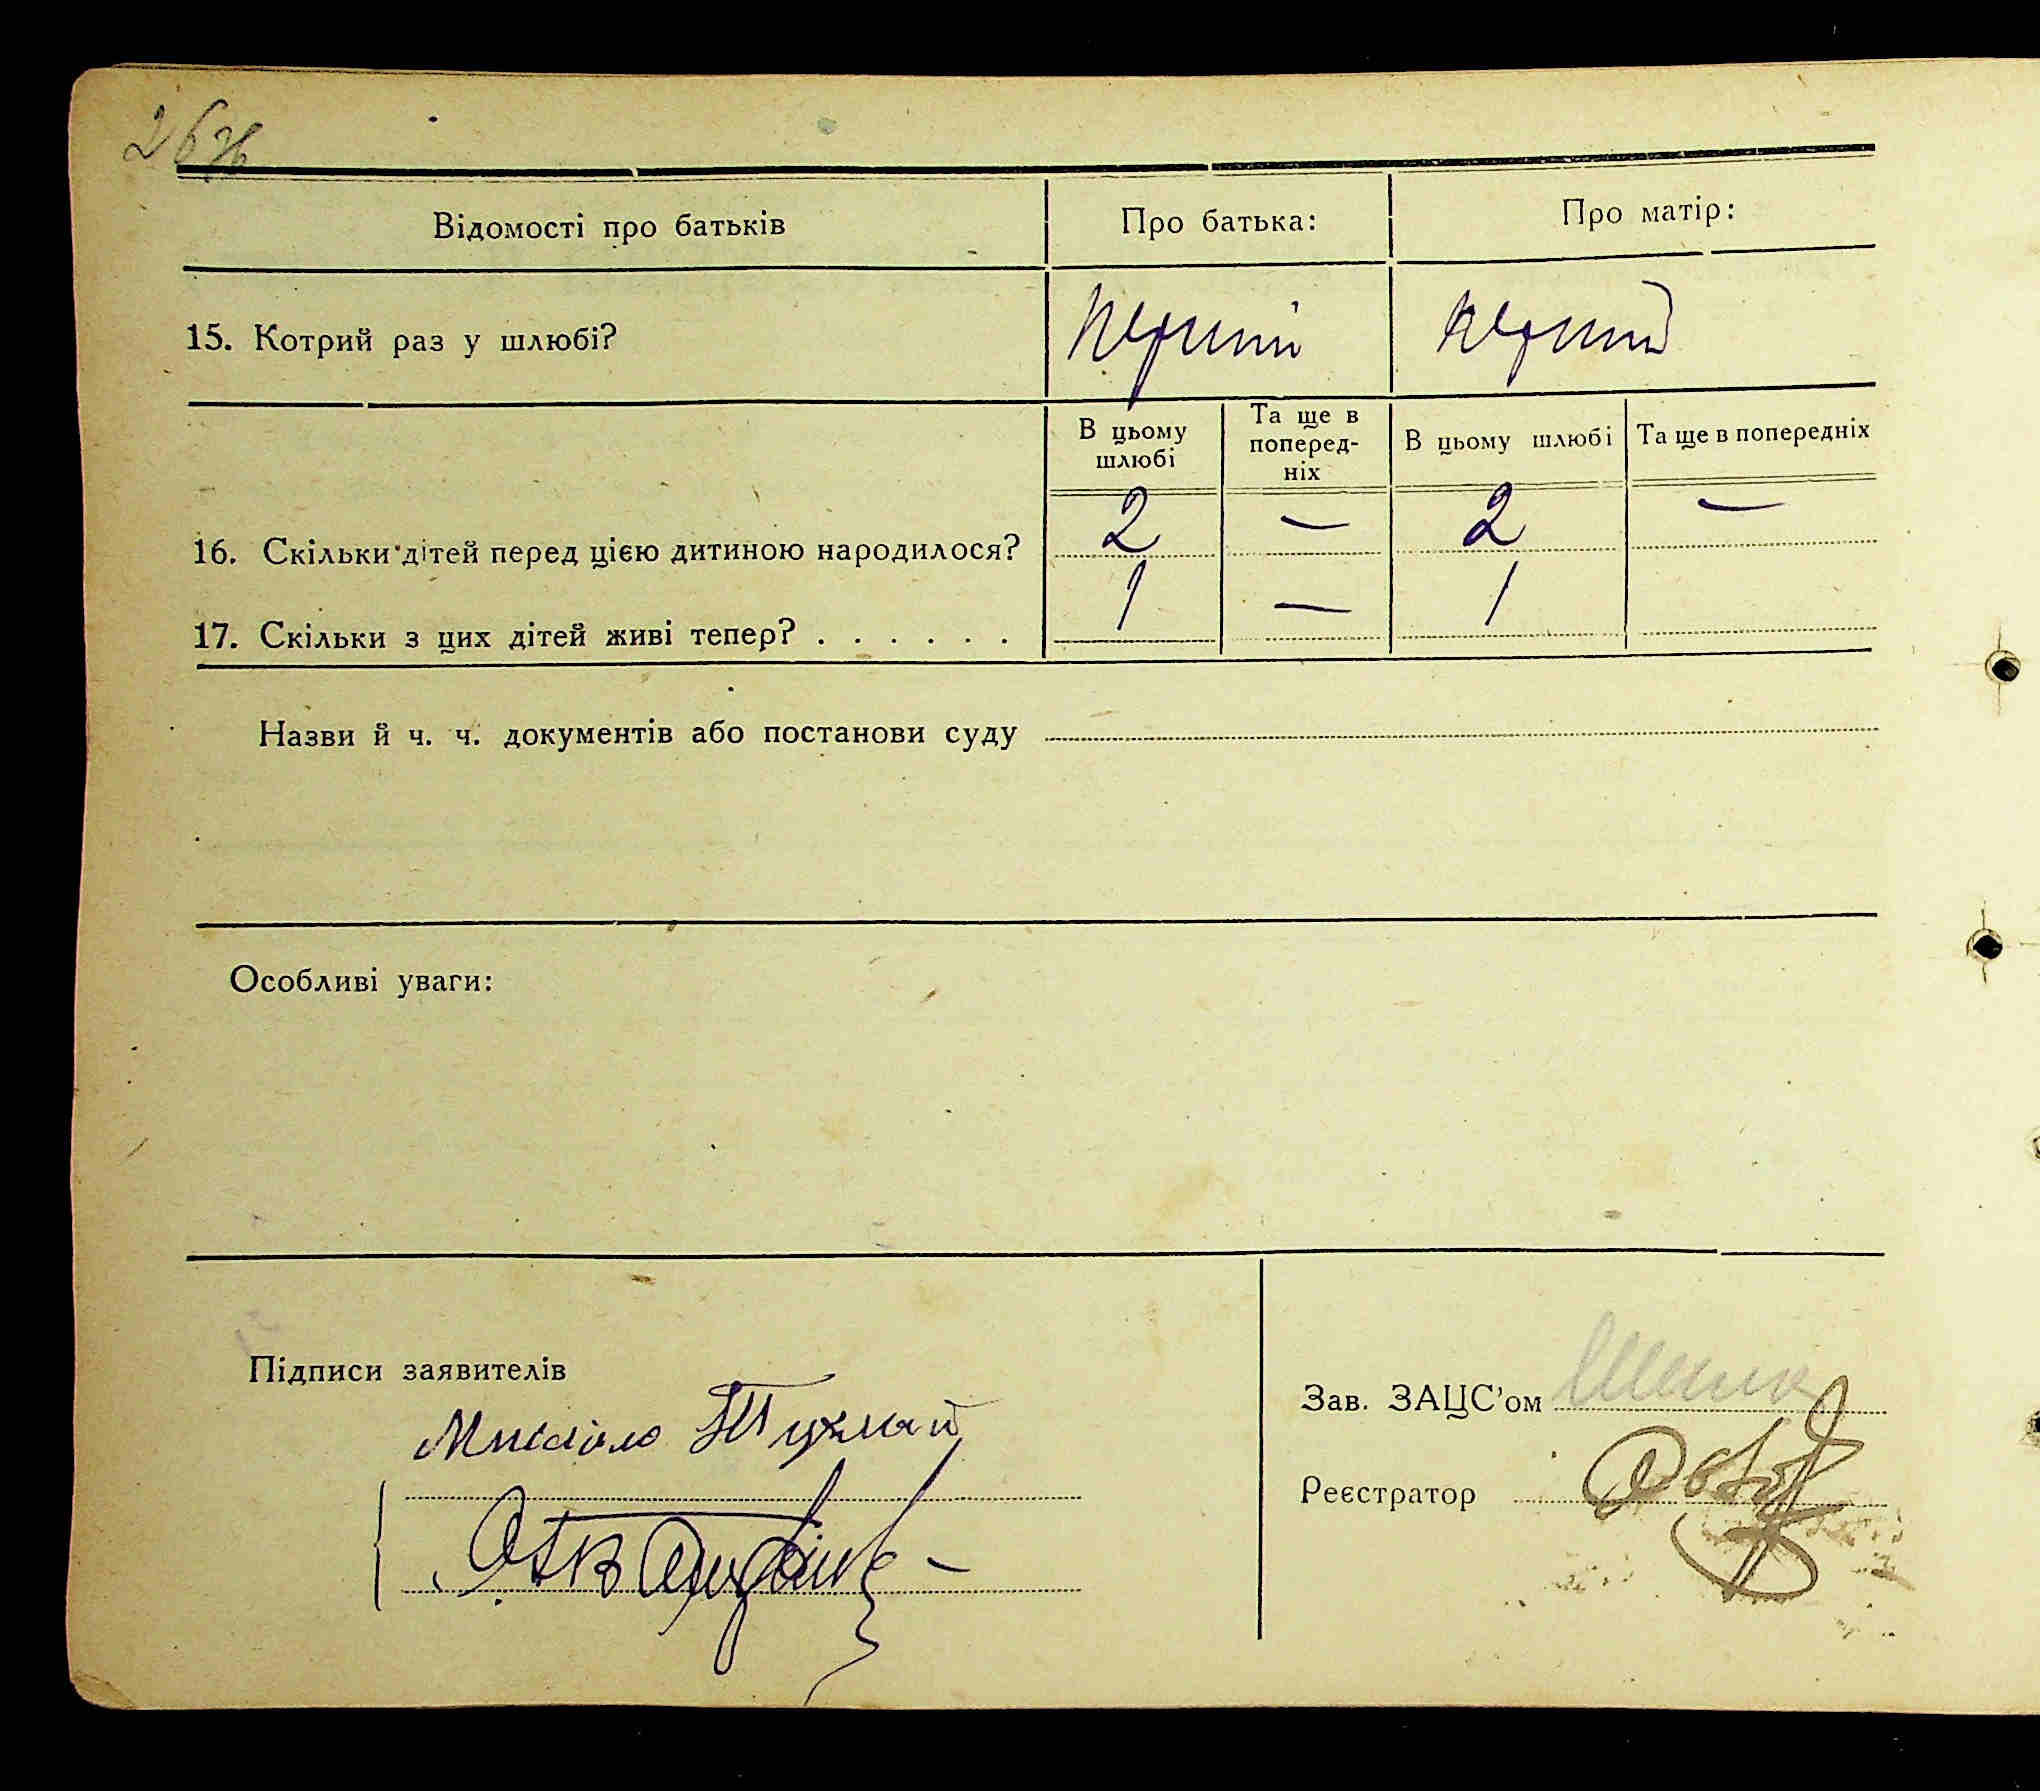 Відомості про батьків
Про батька:
Про матір:
15. Котрий раз у шлюбі?
перший
перший
В цьому шлюбі
Та ще в поперед-ніх
В цьому шлюбі
Та ще в попередніх
16. Скільки дітей перед цією дитиною народилося?
2 — 2 —
17. Скільки з цих дітей живі тепер? . . . . . .
1 — 1
Назви й ч. ч. документів або постанови суду
Особливі уваги:
Підписи заявителів
Зав. ЗАЦС'ом
Реєстратор